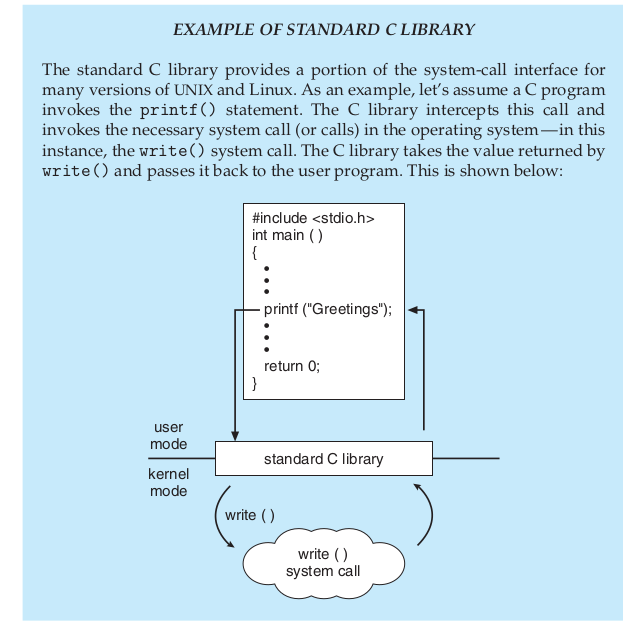 EXAMPLE OF STANDARD C LIBRARY
The standard C library provides a portion of the system-call interface for
many versions of UNIX and Linux. As an example, let's assume a C program
invokes the printf() statement. The C library intercepts this call and
invokes the necessary system call (or calls) in the operating system—in this
instance, the write() system call. The C library takes the value returned by
write() and passes it back to the user program. This is shown below:
#include <stdio.h>
int main ( )
{
•
•
•
printf ("Greetings");
•
•
•
return 0;
}
user
mode
standard C library
kernel
mode
write ( )
write ( )
system call